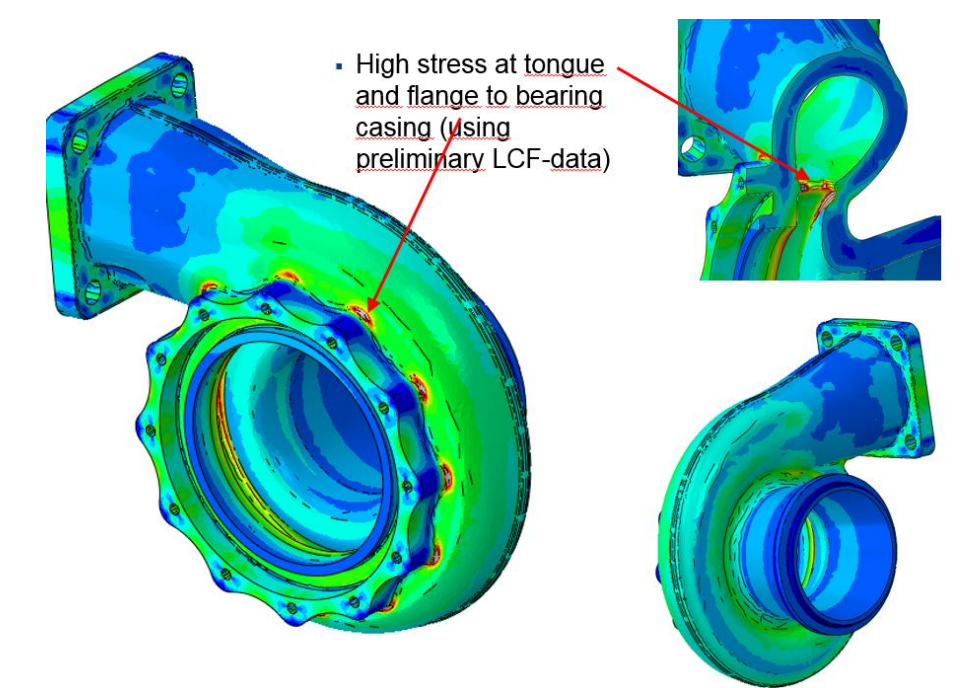 ▪ High stress at tongue
and flange to bearing
casing (using
preliminary LCF-data)